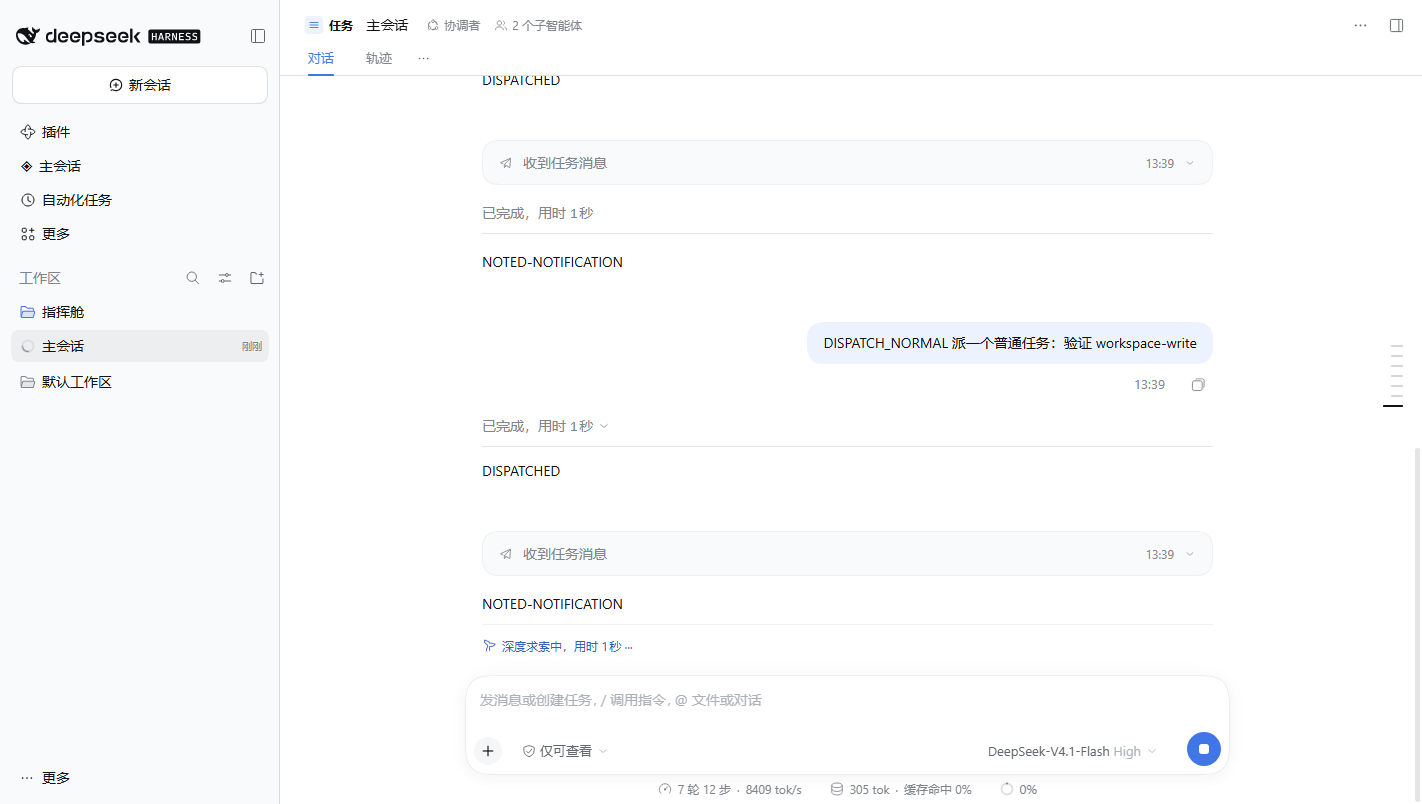 deepseek HARNESS
新会话
插件
主会话
自动化任务
更多
工作区
指挥舱
主会话 刚刚
默认工作区
更多
任务 主会话 协调者 2 个子智能体
对话 轨迹
DISPATCHED
收到任务消息 13:39
已完成，用时 1秒
NOTED-NOTIFICATION
DISPATCH_NORMAL 派一个普通任务：验证 workspace-write
13:39
已完成，用时 1秒
DISPATCHED
收到任务消息 13:39
NOTED-NOTIFICATION
深度求索中，用时 1秒 ...
发消息或创建任务, / 调用指令, @ 文件或对话
仅可查看 DeepSeek-V4.1-Flash High
7 轮 12 步 · 8409 tok/s 305 tok · 缓存命中 0% 0%